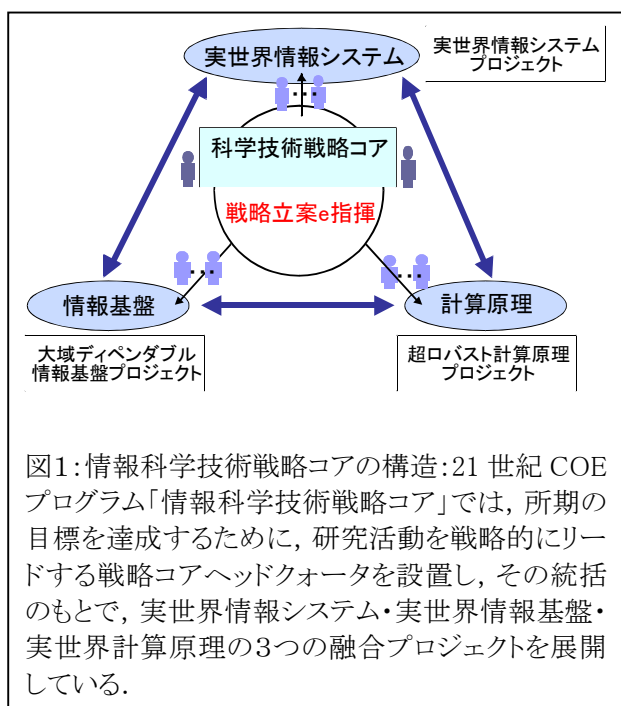 実世界情報システム
実世界情報システム
プロジェクト
科学技術戦略コア
戦略立案e指揮
情報基盤
計算原理
大域ディペンダブル
情報基盤プロジェクト
超ロバスト計算原理
プロジェクト
図1:情報科学技術戦略コアの構造:21 世紀 COE
プログラム「情報科学技術戦略コア」では, 所期の
目標を達成するために, 研究活動を戦略的にリー
ドする戦略コアヘッドクォータを設置し, その統括
のもとで, 実世界情報システム・実世界情報基盤・
実世界計算原理の3つの融合プロジェクトを展開
している.